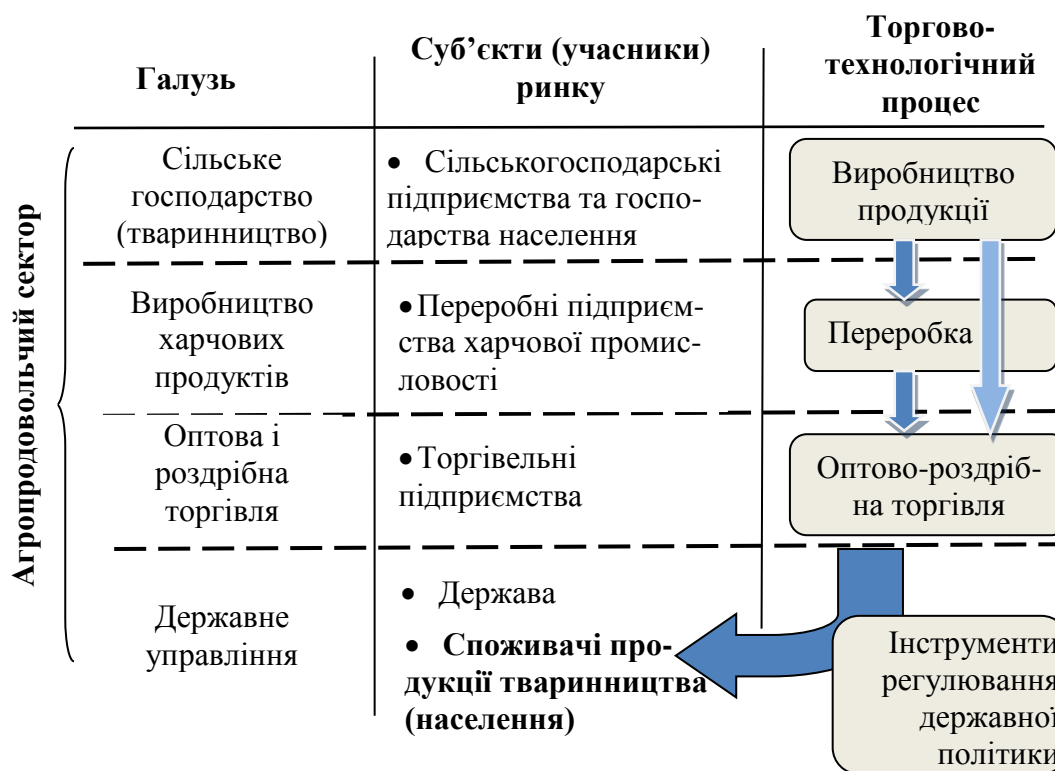 Галузь
Суб’єкти (учасники)
ринку
Торгово-
технологічний
процес
Агропродовольчий сектор
Сільське
господарство
(тваринництво)
• Сільськогосподарські
підприємства та госпо-
дарства населення
Виробництво
продукції
Виробництво
харчових
продуктів
•Переробні підприєм-
ства харчової промис-
ловості
Переробка
Оптова і
роздрібна
торгівля
•Торгівельні
підприємства
Оптово-роздріб-
на торгівля
Державне
управління
• Держава
• Споживачі про-
дукції тваринництва
(населення)
Інструменти
регулювання
державної
політики